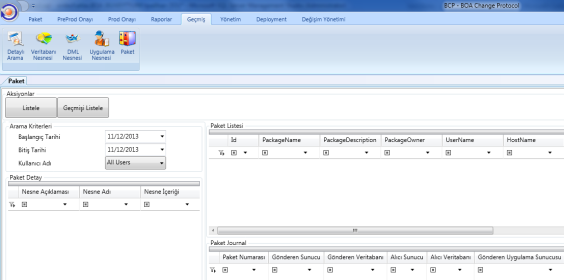 BCP - BOA Change Protocol
Paket PreProd Onayi Prod Onayi Raporlar Geçmiş Yönetim Deployment Değişim Yönetimi
Detaylı Arama
Veritabanı Nesnesi
DML Nesnesi
Uygulama Nesnesi
Paket
Paket
Aksiyonlar
Listele Geçmişi Listele
Arama Kriterleri
Başlangıç Tarihi 11/12/2013
Bitiş Tarihi 11/12/2013
Kullanıcı Adı All Users
Paket Detay
Nesne Açıklaması Nesne Adı Nesne İçeriği
Paket Listesi
Id PackageName PackageDescription PackageOwner UserName HostName
Paket Journal
Paket Numarası Gönderen Sunucu Gönderen Veritabanı Alıcı Sunucu Alıcı Veritabanı Gönderen Uygulama Sunucusu